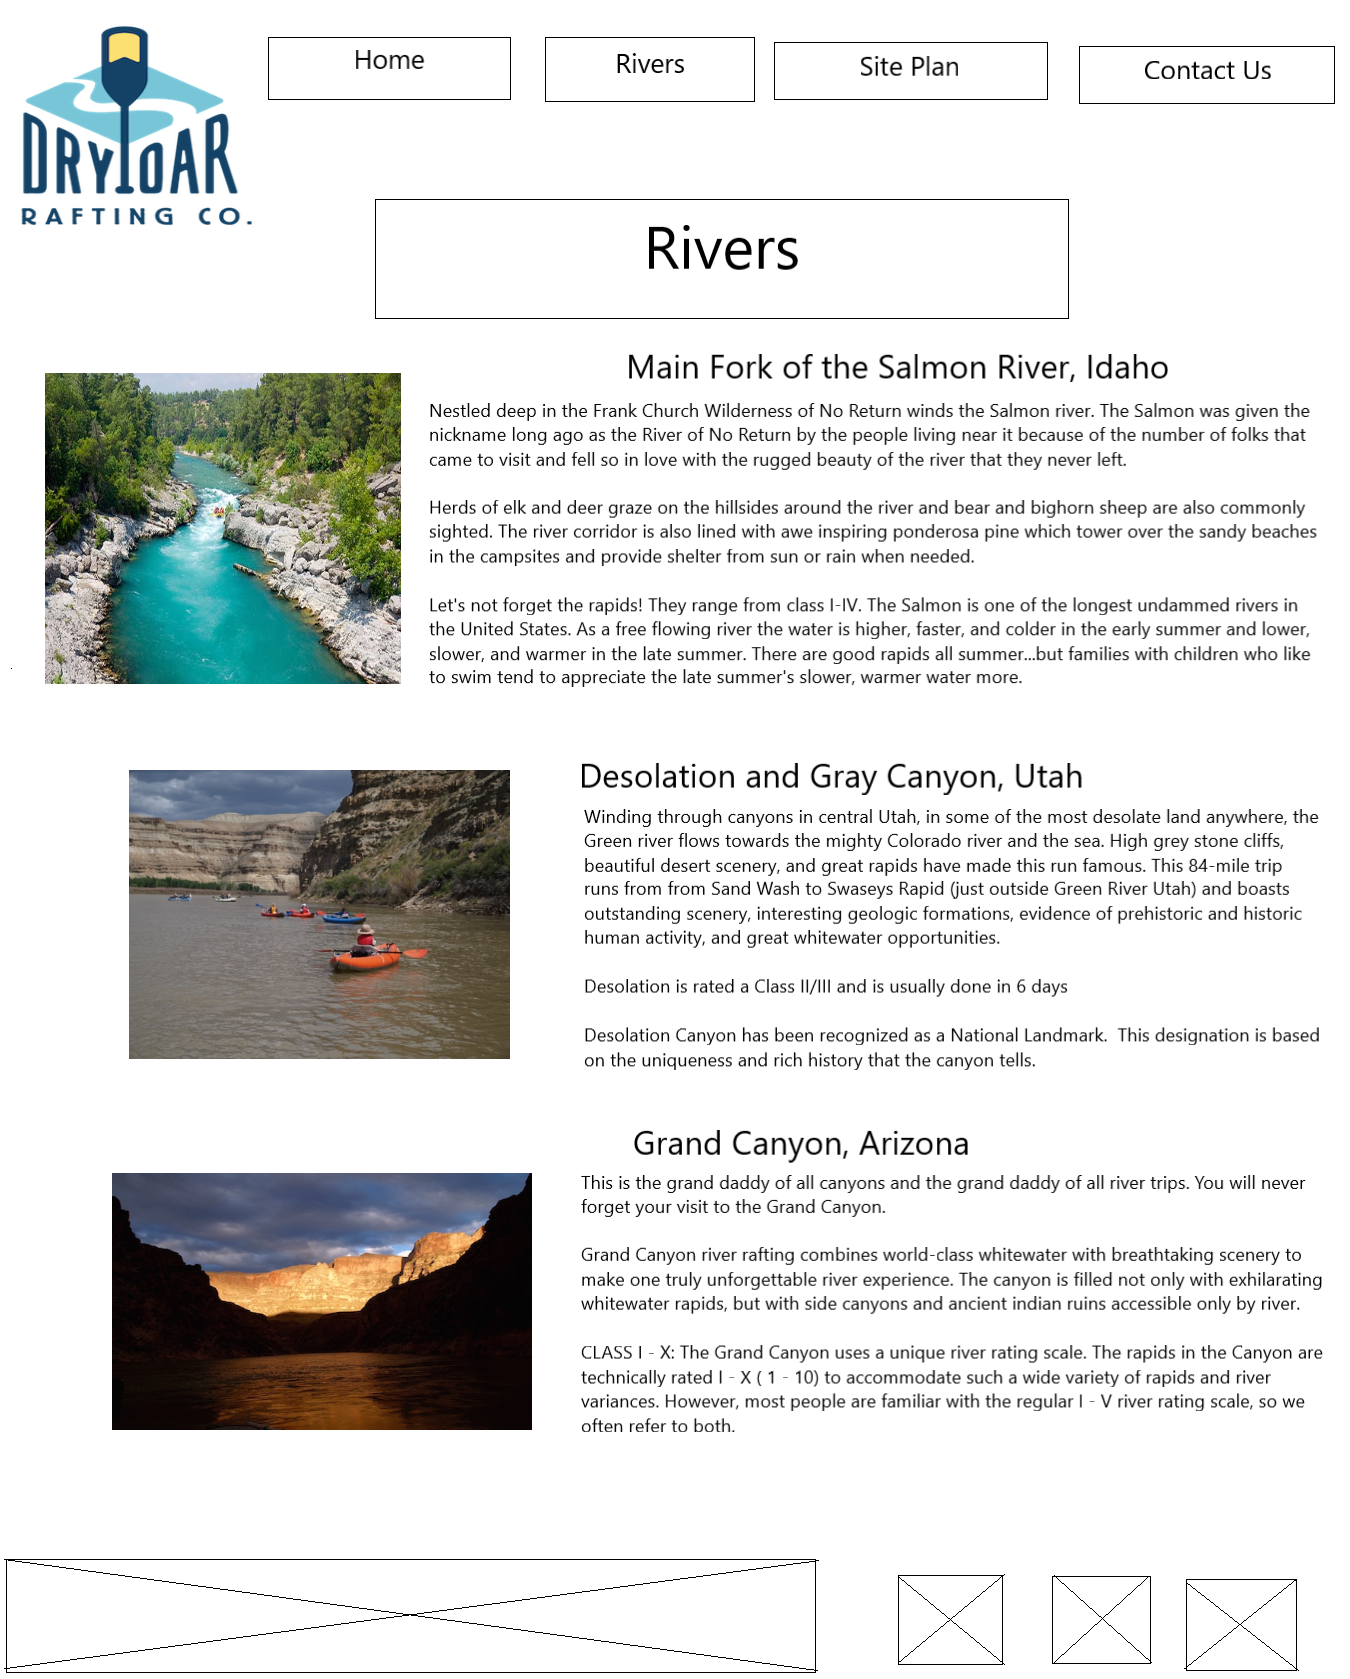 DRY OAR
RAFTING CO.
Home
Rivers
Site Plan
Contact Us
Rivers
Main Fork of the Salmon River, Idaho
Nestled deep in the Frank Church Wilderness of No Return winds the Salmon river. The Salmon was given the
nickname long ago as the River of No Return by the people living near it because of the number of folks that
came to visit and fell so in love with the rugged beauty of the river that they never left.
Herds of elk and deer graze on the hillsides around the river and bear and bighorn sheep are also commonly
sighted. The river corridor is also lined with awe inspiring ponderosa pine which tower over the sandy beaches
in the campsites and provide shelter from sun or rain when needed.
Let's not forget the rapids! They range from class I-IV. The Salmon is one of the longest undammed rivers in
the United States. As a free flowing river the water is higher, faster, and colder in the early summer and lower,
slower, and warmer in the late summer. There are good rapids all summer...but families with children who like
to swim tend to appreciate the late summer's slower, warmer water more.
Desolation and Gray Canyon, Utah
Winding through canyons in central Utah, in some of the most desolate land anywhere, the
Green river flows towards the mighty Colorado river and the sea. High grey stone cliffs,
beautiful desert scenery, and great rapids have made this run famous. This 84-mile trip
runs from from Sand Wash to Swaseys Rapid (just outside Green River Utah) and boasts
outstanding scenery, interesting geologic formations, evidence of prehistoric and historic
human activity, and great whitewater opportunities.
Desolation is rated a Class II/III and is usually done in 6 days
Desolation Canyon has been recognized as a National Landmark.  This designation is based
on the uniqueness and rich history that the canyon tells.
Grand Canyon, Arizona
This is the grand daddy of all canyons and the grand daddy of all river trips. You will never
forget your visit to the Grand Canyon.
Grand Canyon river rafting combines world-class whitewater with breathtaking scenery to
make one truly unforgettable river experience. The canyon is filled not only with exhilarating
whitewater rapids, but with side canyons and ancient indian ruins accessible only by river.
CLASS I - X: The Grand Canyon uses a unique river rating scale. The rapids in the Canyon are
technically rated I - X ( 1 - 10) to accommodate such a wide variety of rapids and river
variances. However, most people are familiar with the regular I - V river rating scale, so we
often refer to both.